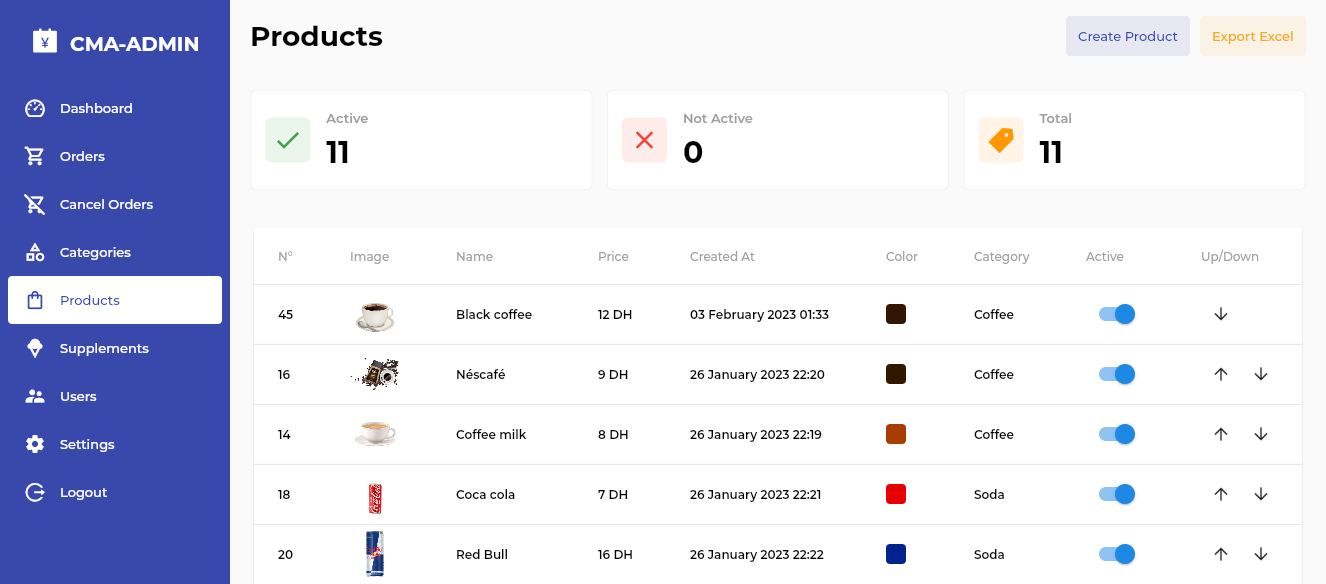 ¥ CMA-ADMIN
Dashboard
Orders
Cancel Orders
Categories
Products
Supplements
Users
Settings
Logout
Products
Create Product
Export Excel
Active
11
Not Active
0
Total
11
N° Image Name Price Created At Color Category Active Up/Down
45 Black coffee 12 DH 03 February 2023 01:33 Coffee
16 Néscafé 9 DH 26 January 2023 22:20 Coffee
14 Coffee milk 8 DH 26 January 2023 22:19 Coffee
18 Coca cola 7 DH 26 January 2023 22:21 Soda
20 Red Bull 16 DH 26 January 2023 22:22 Soda